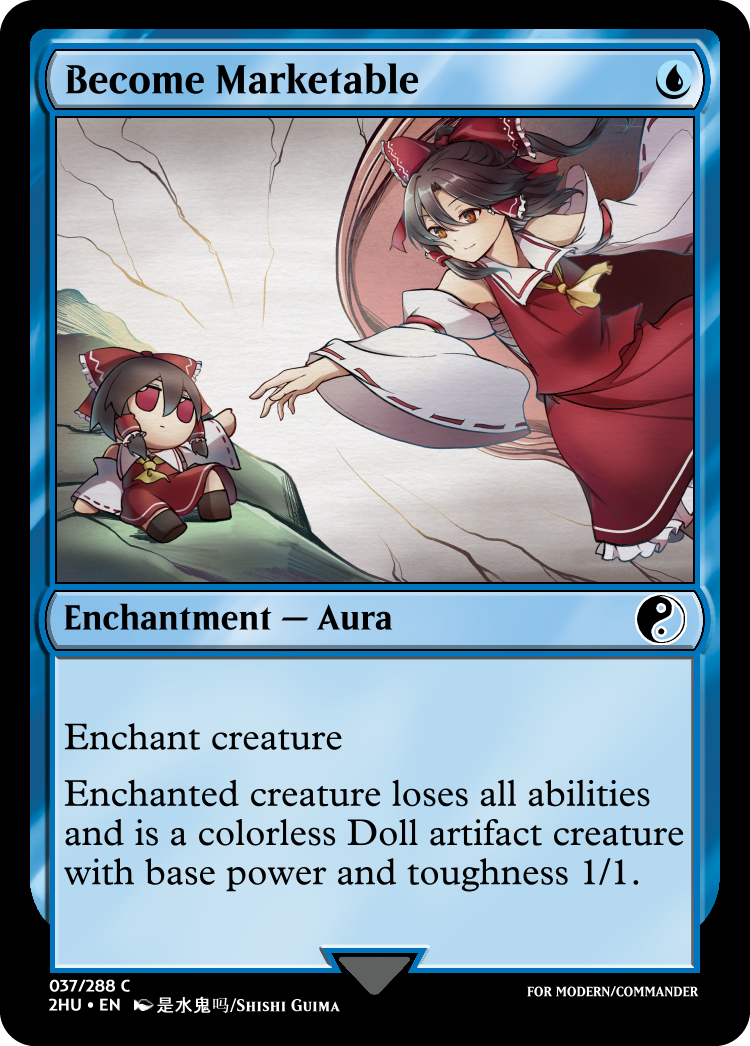 Become Marketable
Enchantment — Aura
Enchant creature
Enchanted creature loses all abilities
and is a colorless Doll artifact creature
with base power and toughness 1/1.
037/288 C
2HU • EN 是水鬼吗/Shishi Guima
FOR MODERN/COMMANDER